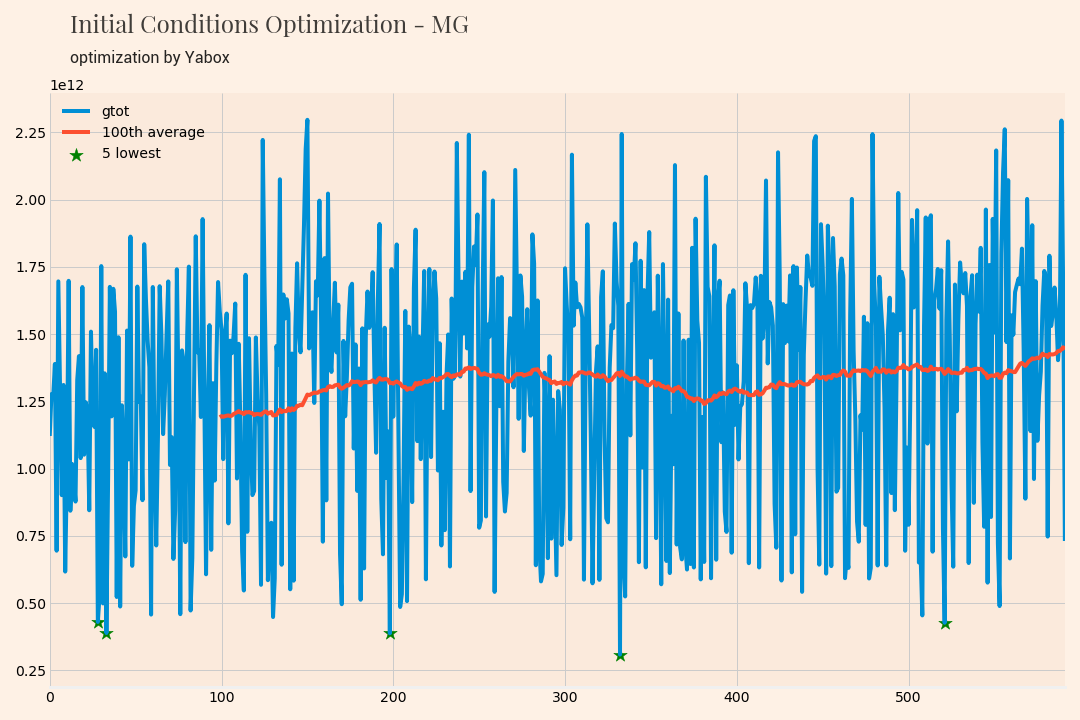 Initial Conditions Optimization - MG
optimization by Yabox
1e12
gtot
100th average
5 lowest
2.25
2.00
1.75
1.50
1.25
1.00
0.75
0.50
0.25
0 100 200 300 400 500